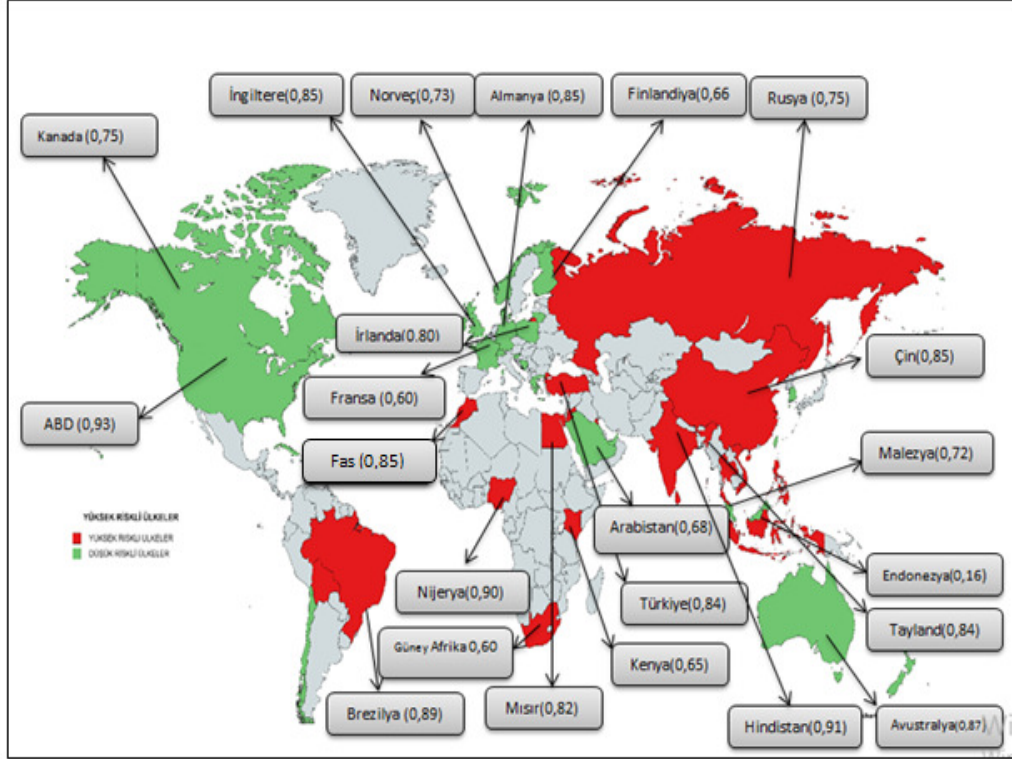 İngiltere(0,85)
Norveç(0,73)
Almanya (0,85)
Finlandiya(0,66
Rusya (0,75)
Kanada (0,75)
İrlanda(0.80)
Çin(0,85)
Fransa (0,60)
ABD (0,93)
Fas (0,85)
Malezya(0,72)
YÜKSEK RİSKLİ ÜLKELER
YÜKSEK RİSKLİ ÜLKELER
DÜŞÜK RİSKLİ ÜLKELER
Arabistan(0,68)
Nijerya(0,90)
Endonezya(0,16)
Türkiye(0,84)
Tayland(0,84)
Güney Afrika 0,60
Kenya(0,65)
Brezilya (0,89)
Mısır(0,82)
Hindistan(0,91)
Avustralya(0,87)